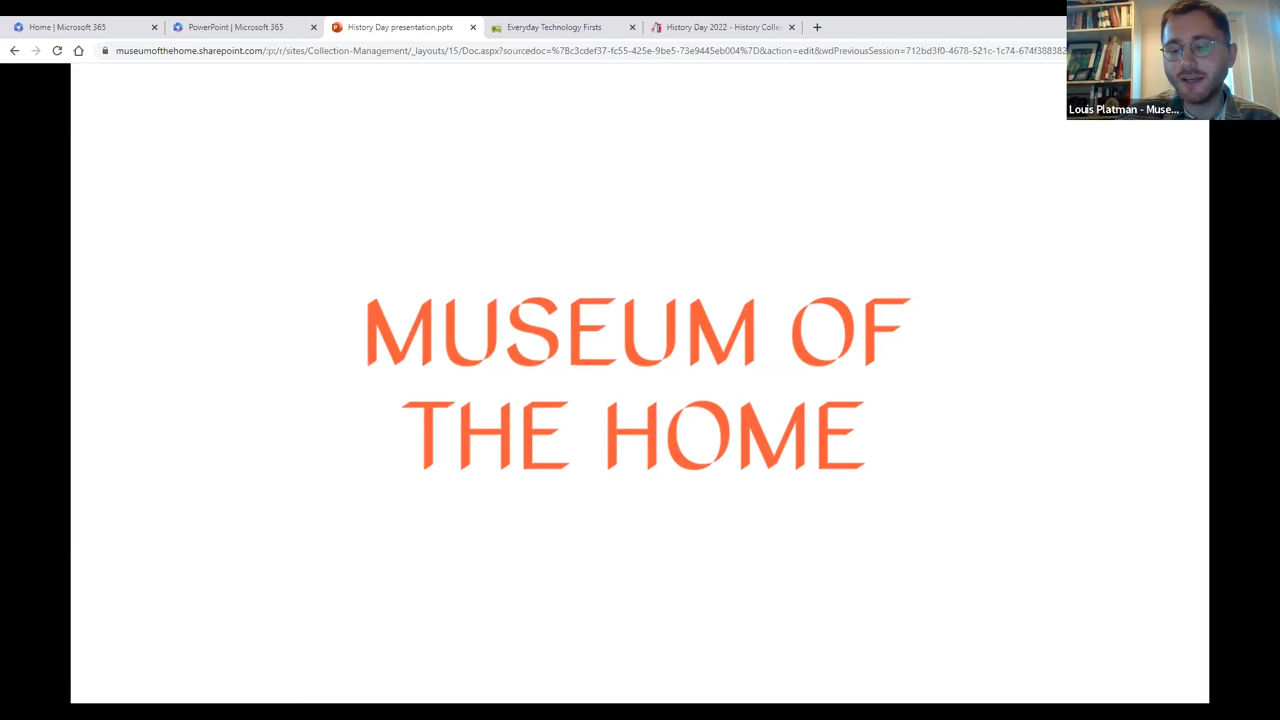 Home | Microsoft 365
PowerPoint | Microsoft 365
History Day presentation.pptx
Everyday Technology Firsts
History Day 2022 - History Collec
museumofthehome.sharepoint.com/:p:/r/sites/Collection-Management/_layouts/15/Doc.aspx?sourcedoc=%7Bc3cdef37-fc55-425e-9be5-73e9445eb004%7D&action=edit&wdPreviousSession=712bd3f0-4678-521c-1c74-674f388382
Louis Platman - Muse...
MUSEUM OF
THE HOME